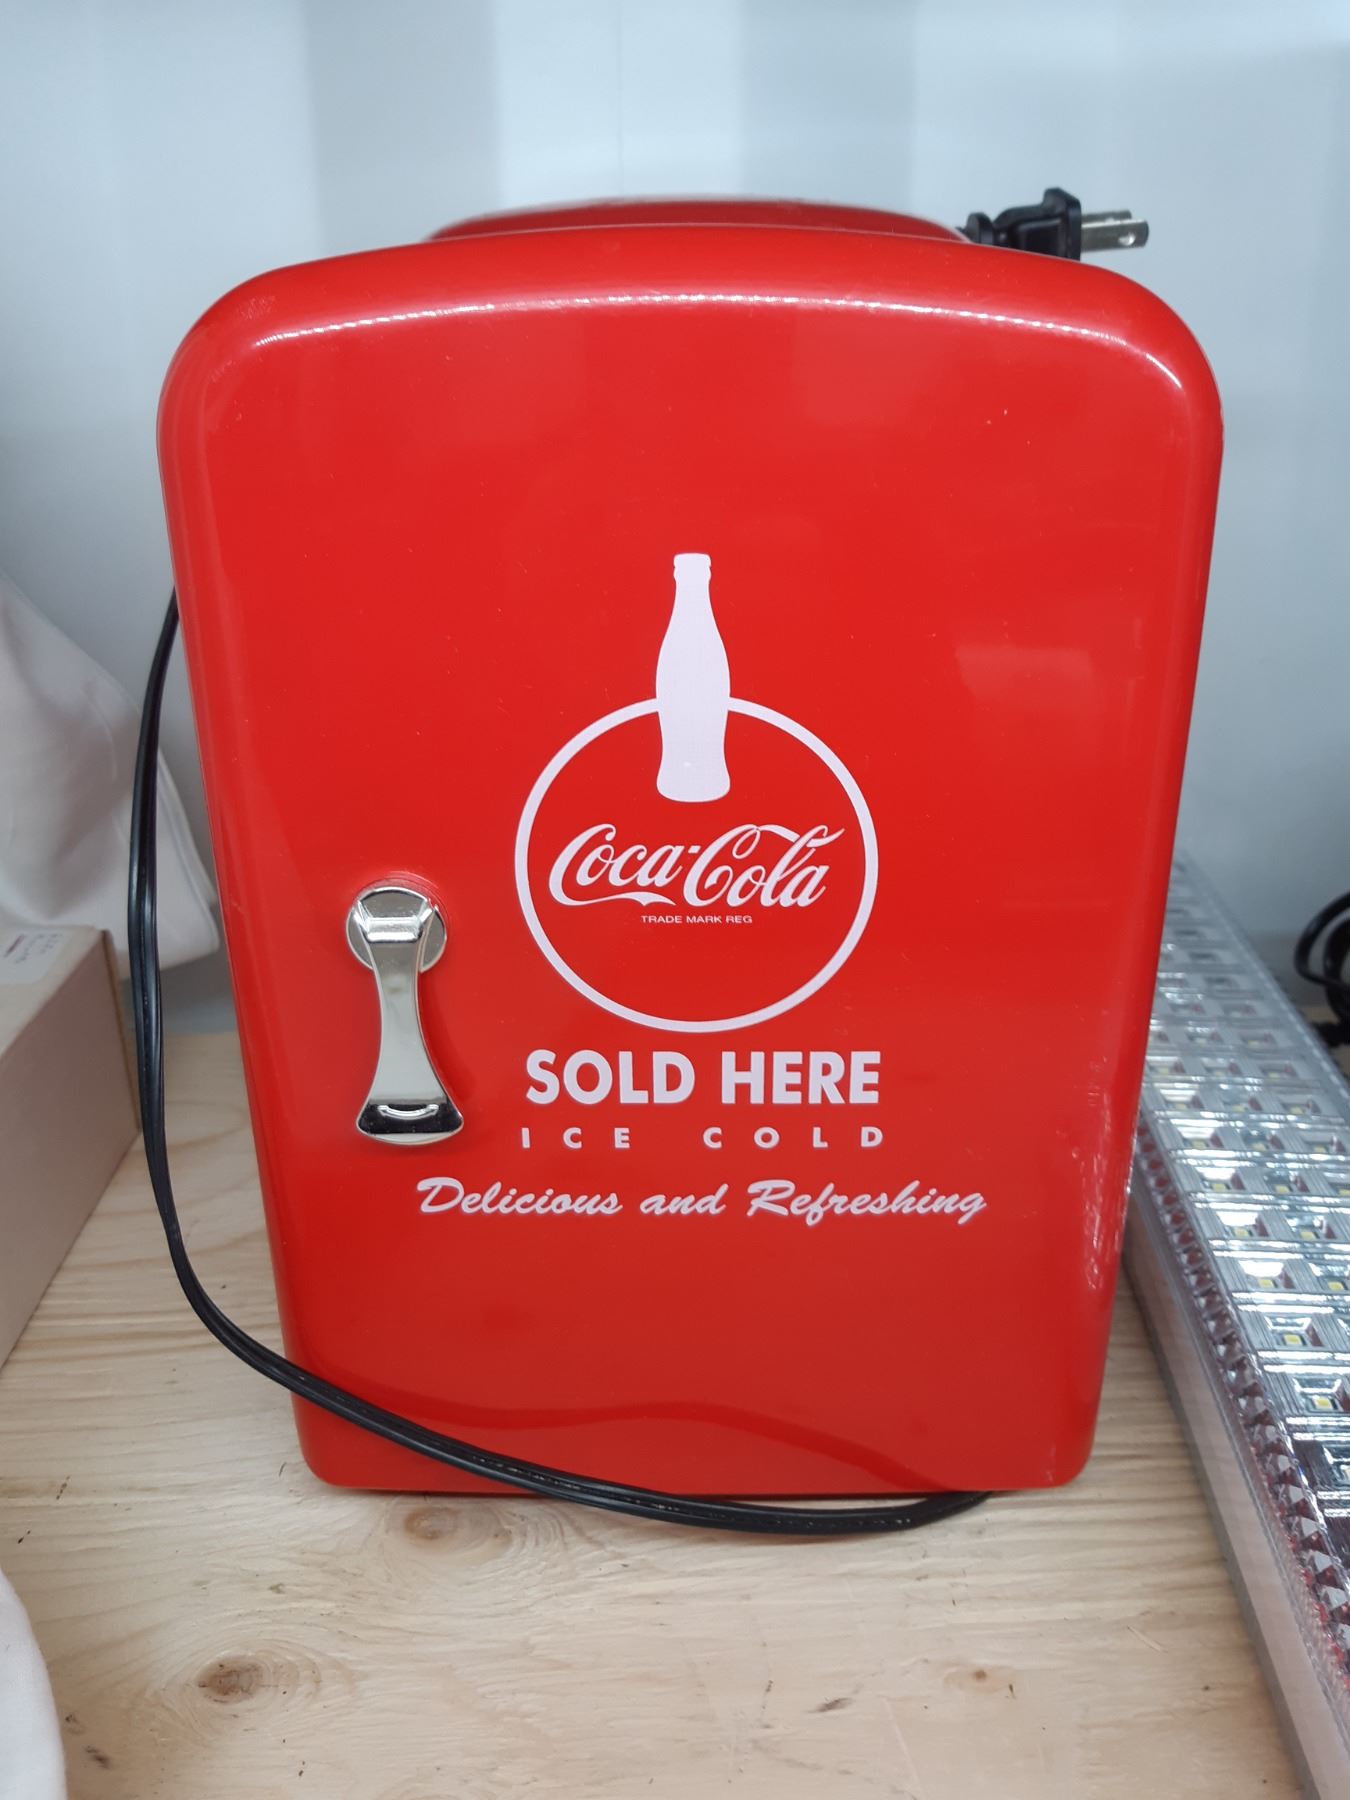 Coca-Cola
TRADE MARK REG
SOLD HERE
ICE COLD
Delicious and Refreshing